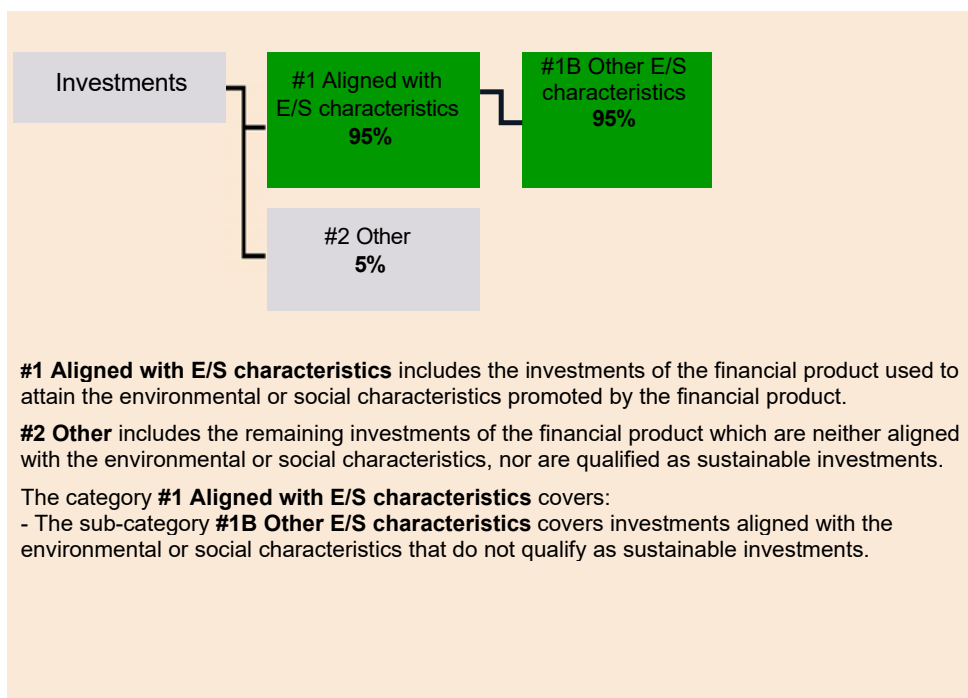 Investments
#1 Aligned with
E/S characteristics
95%
#1B Other E/S
characteristics
95%
#2 Other
5%
#1 Aligned with E/S characteristics includes the investments of the financial product used to
attain the environmental or social characteristics promoted by the financial product.
#2 Other includes the remaining investments of the financial product which are neither aligned
with the environmental or social characteristics, nor are qualified as sustainable investments.
The category #1 Aligned with E/S characteristics covers:
- The sub-category #1B Other E/S characteristics covers investments aligned with the
environmental or social characteristics that do not qualify as sustainable investments.